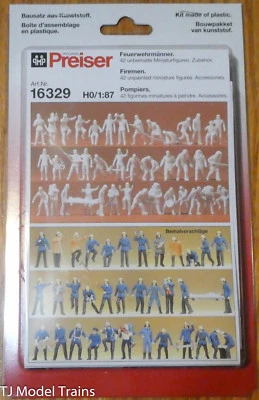 Bausatz aus Kunststoff.
Boîte d'assemblage
en plastique.
Kit made of plastic.
Bouwpakket
van kunststof.
Preiser
Art.Nr.
16329 H0/1:87
Feuerwehrmänner.
42 unbemalte Miniaturfiguren. Zubehör.
Firemen.
42 unpainted miniature figures. Accessories.
Pompiers.
42 figurines miniatures à peindre. Accessoires.
Bemalvorschläge
TJ Model Trains